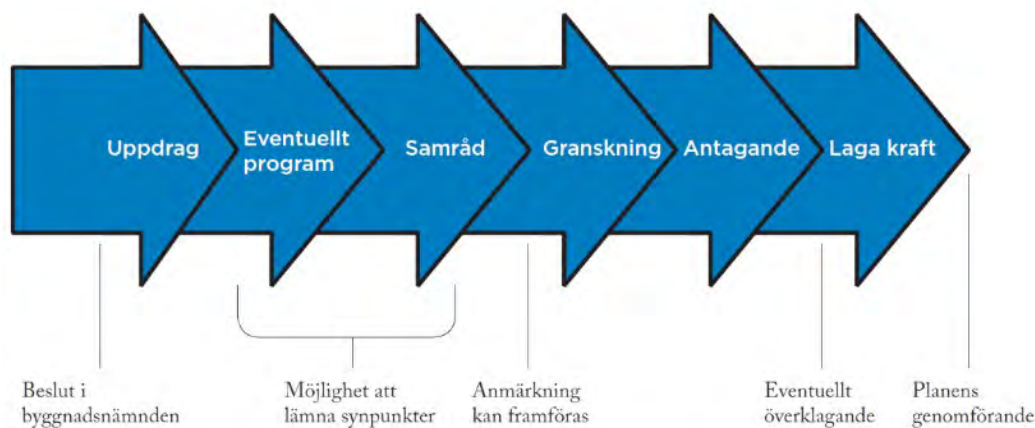 Uppdrag
Eventuellt
program
Samråd
Granskning
Antagande
Laga kraft
Beslut i
byggnadsnämnden
Möjlighet att
lämna synpunkter
Anmärkning
kan framföras
Eventuellt
överklagande
Planens
genomförande